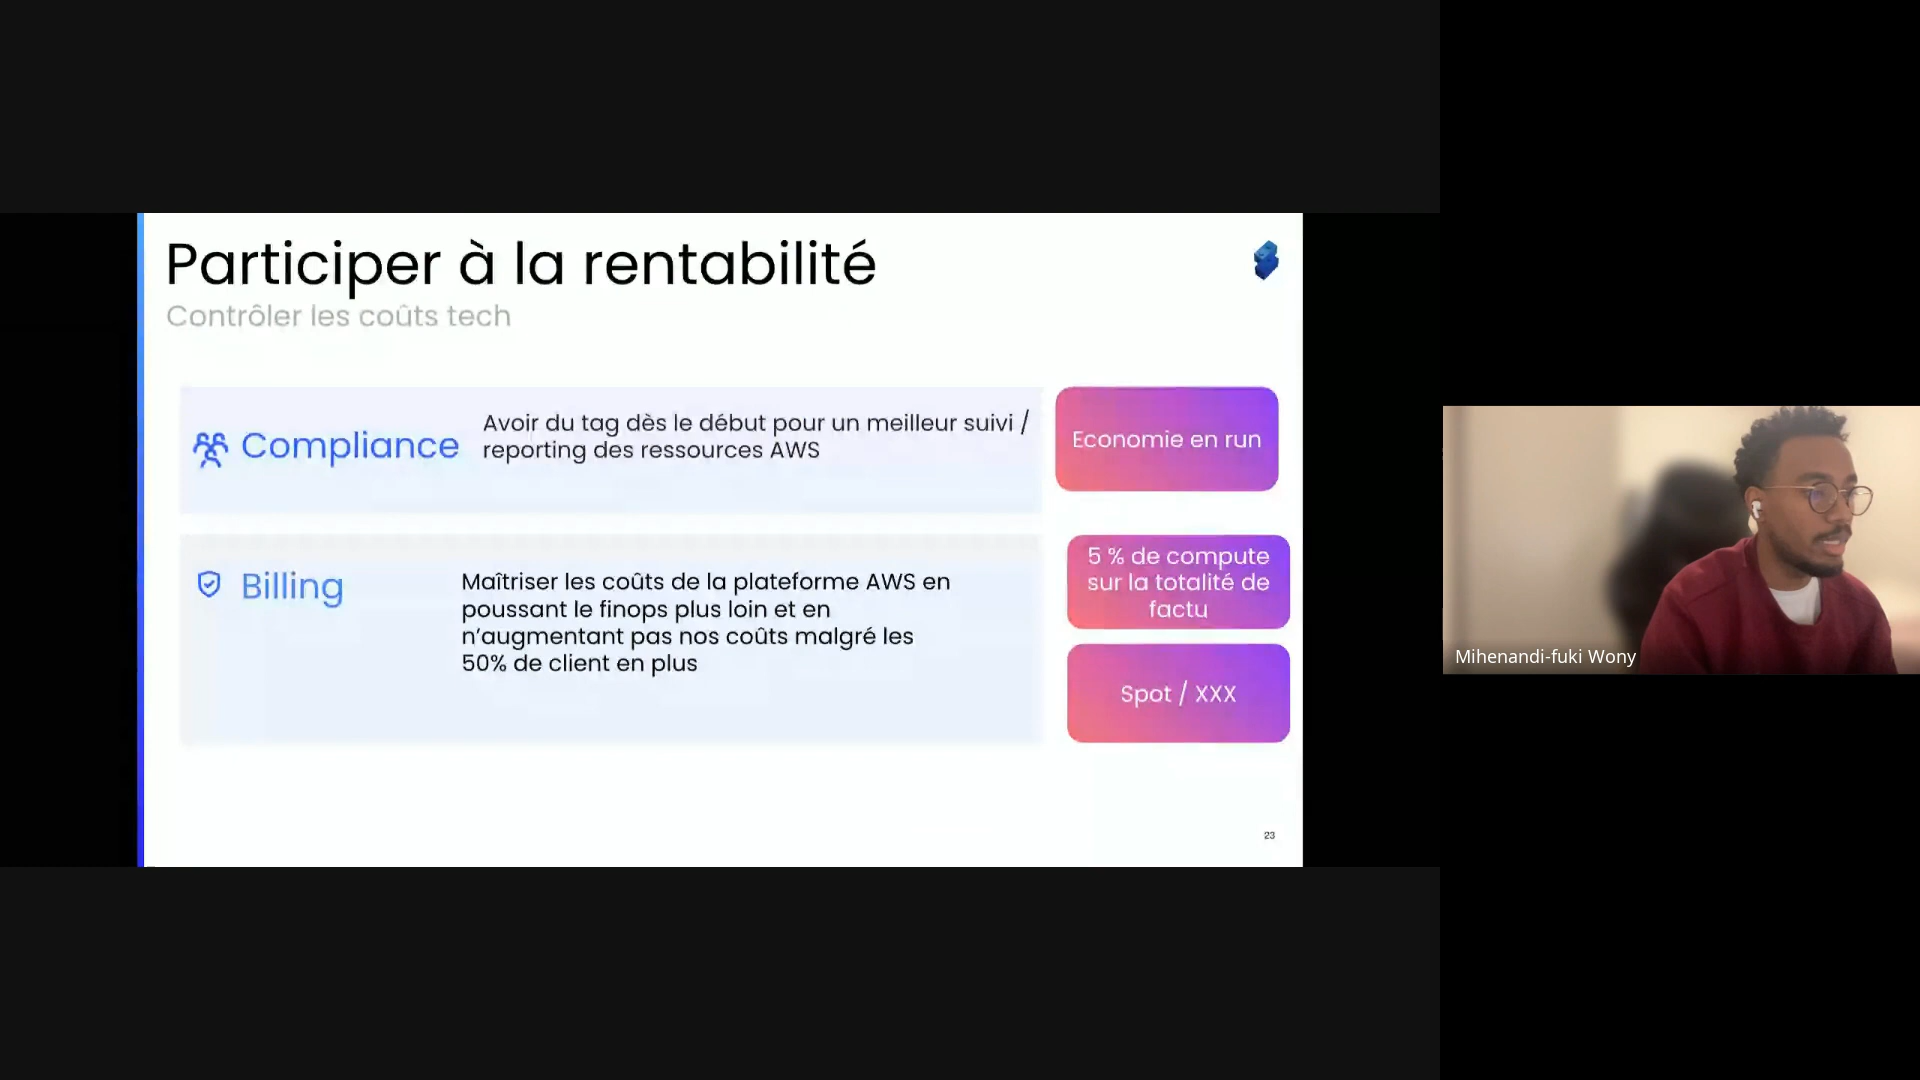 Participer à la rentabilité
Contrôler les coûts tech
Compliance
Avoir du tag dès le début pour un meilleur suivi /
reporting des ressources AWS
Economie en run
Billing
Maîtriser les coûts de la plateforme AWS en
poussant le finops plus loin et en
n’augmentant pas nos coûts malgré les
50% de client en plus
5 % de compute
sur la totalité de
factu
Spot / XXX
23
Mihenandi-fuki Wony